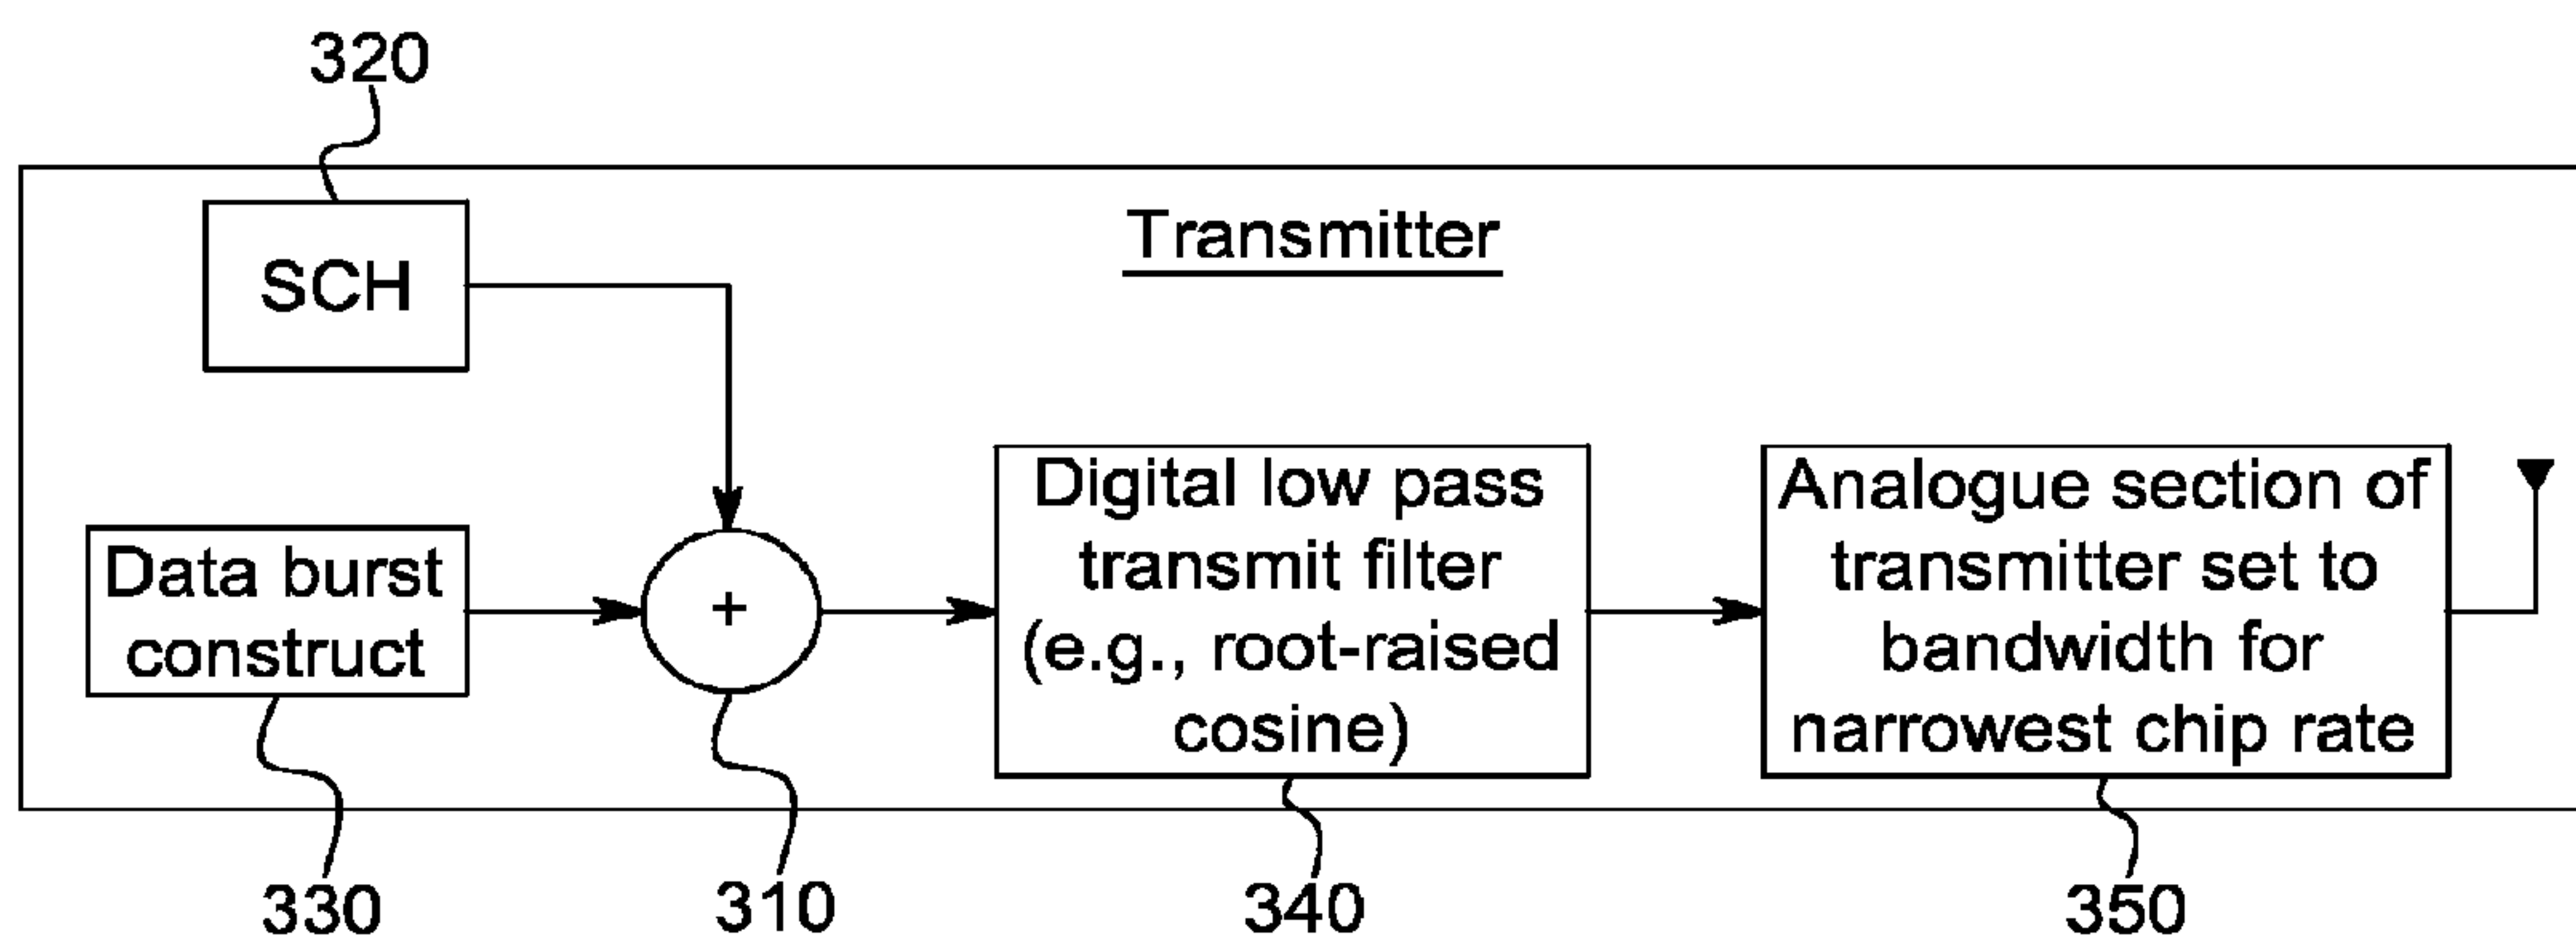 320
Transmitter
SCH
Data burst
construct
+
Digital low pass
transmit filter
(e.g., root-raised
cosine)
Analogue section of
transmitter set to
bandwidth for
narrowest chip rate
330
310
340
350